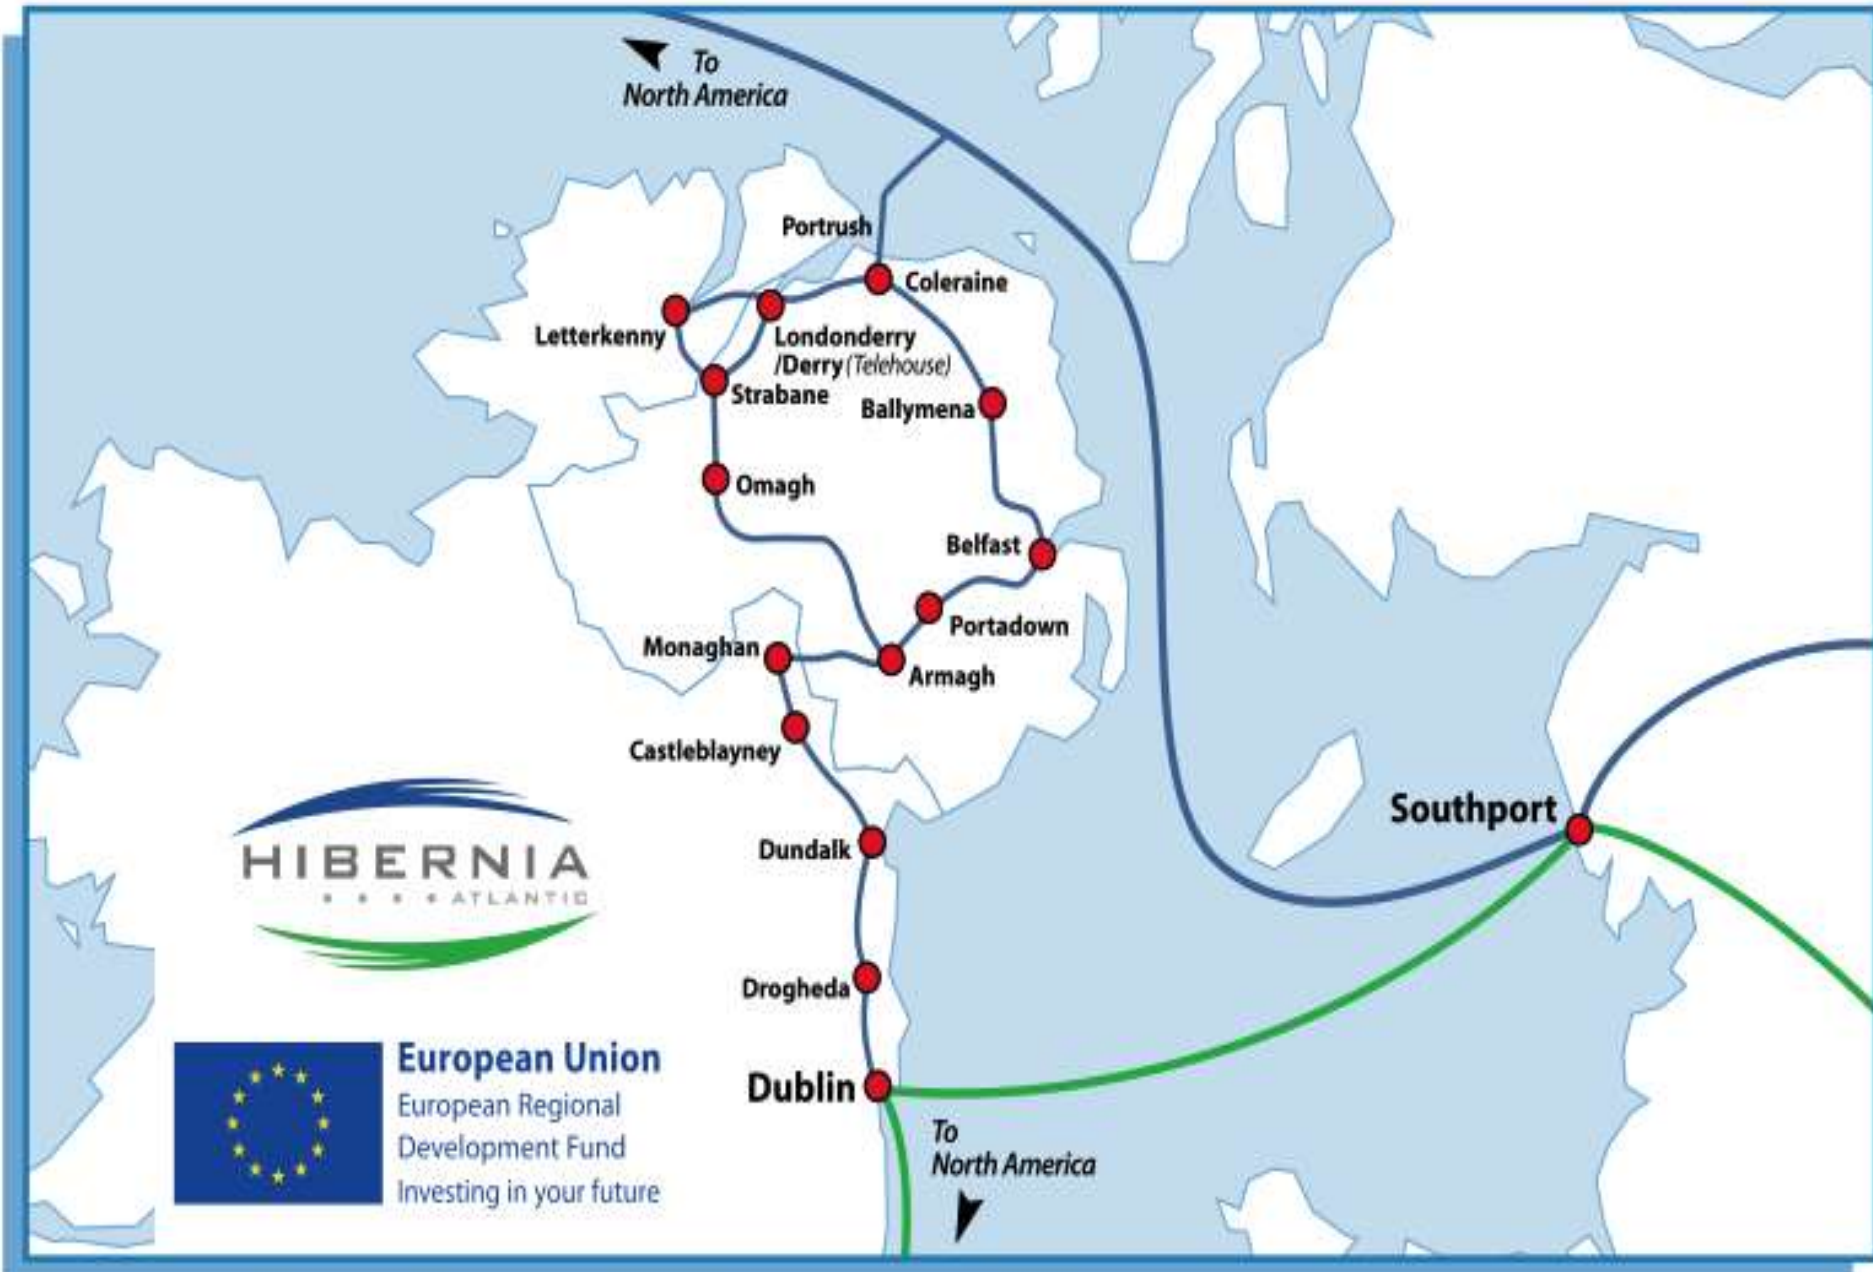 To
North America
Portrush
Coleraine
Letterkenny
Londonderry
/Derry (Telehouse)
Strabane
Ballymena
Omagh
Belfast
Portadown
Monaghan
Armagh
Castleblayney
Southport
HIBERNIA
ATLANTIC
Dundalk
Drogheda
European Union
European Regional
Development Fund
Investing in your future
Dublin
To
North America